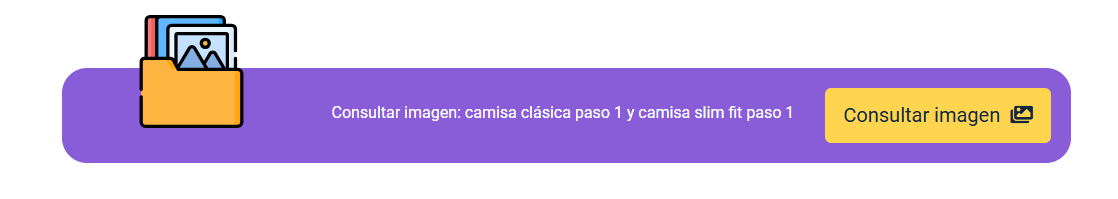 Consultar imagen: camisa clásica paso 1 y camisa slim fit paso 1
Consultar imagen